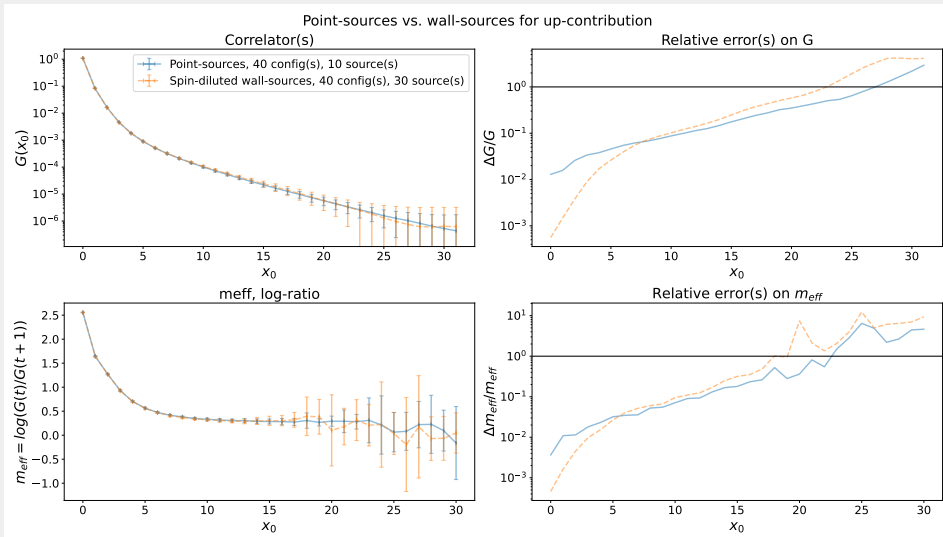 Point-sources vs. wall-sources for up-contribution
Correlator(s)
Point-sources, 40 config(s), 10 source(s)
Spin-diluted wall-sources, 40 config(s), 30 source(s)
G(x₀)
10⁰
10⁻¹
10⁻²
10⁻³
10⁻⁴
10⁻⁵
10⁻⁶
0 5 10 15 20 25 30
x₀
Relative error(s) on G
ΔG/G
10⁰
10⁻¹
10⁻²
10⁻³
0 5 10 15 20 25 30
x₀
meff, log-ratio
m_eff = log(G(t)/G(t + 1))
2.5
2.0
1.5
1.0
0.5
0.0
−0.5
−1.0
0 5 10 15 20 25 30
x₀
Relative error(s) on m_eff
Δm_eff/m_eff
10¹
10⁰
10⁻¹
10⁻²
10⁻³
0 5 10 15 20 25 30
x₀